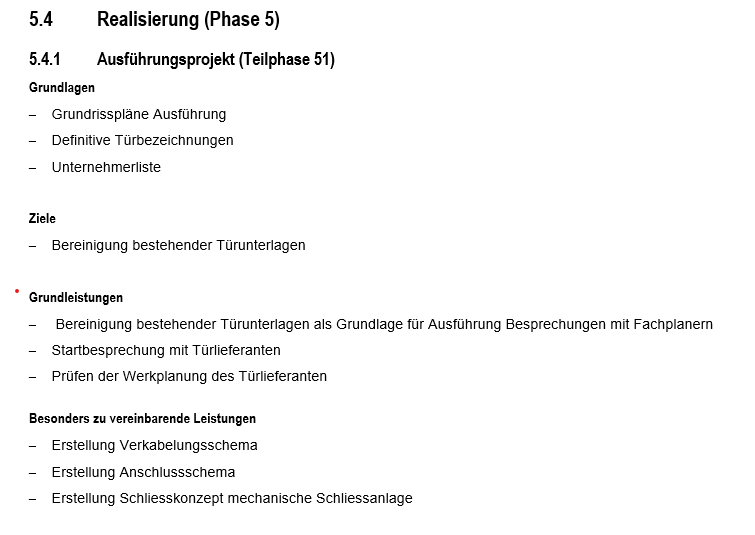 5.4 Realisierung (Phase 5)
5.4.1 Ausführungsprojekt (Teilphase 51)
Grundlagen
– Grundrisspläne Ausführung
– Definitive Türbezeichnungen
– Unternehmerliste
Ziele
– Bereinigung bestehender Türunterlagen
Grundleistungen
– Bereinigung bestehender Türunterlagen als Grundlage für Ausführung Besprechungen mit Fachplanern
– Startbesprechung mit Türlieferanten
– Prüfen der Werkplanung des Türlieferanten
Besonders zu vereinbarende Leistungen
– Erstellung Verkabelungsschema
– Erstellung Anschlussschema
– Erstellung Schliesskonzept mechanische Schliessanlage